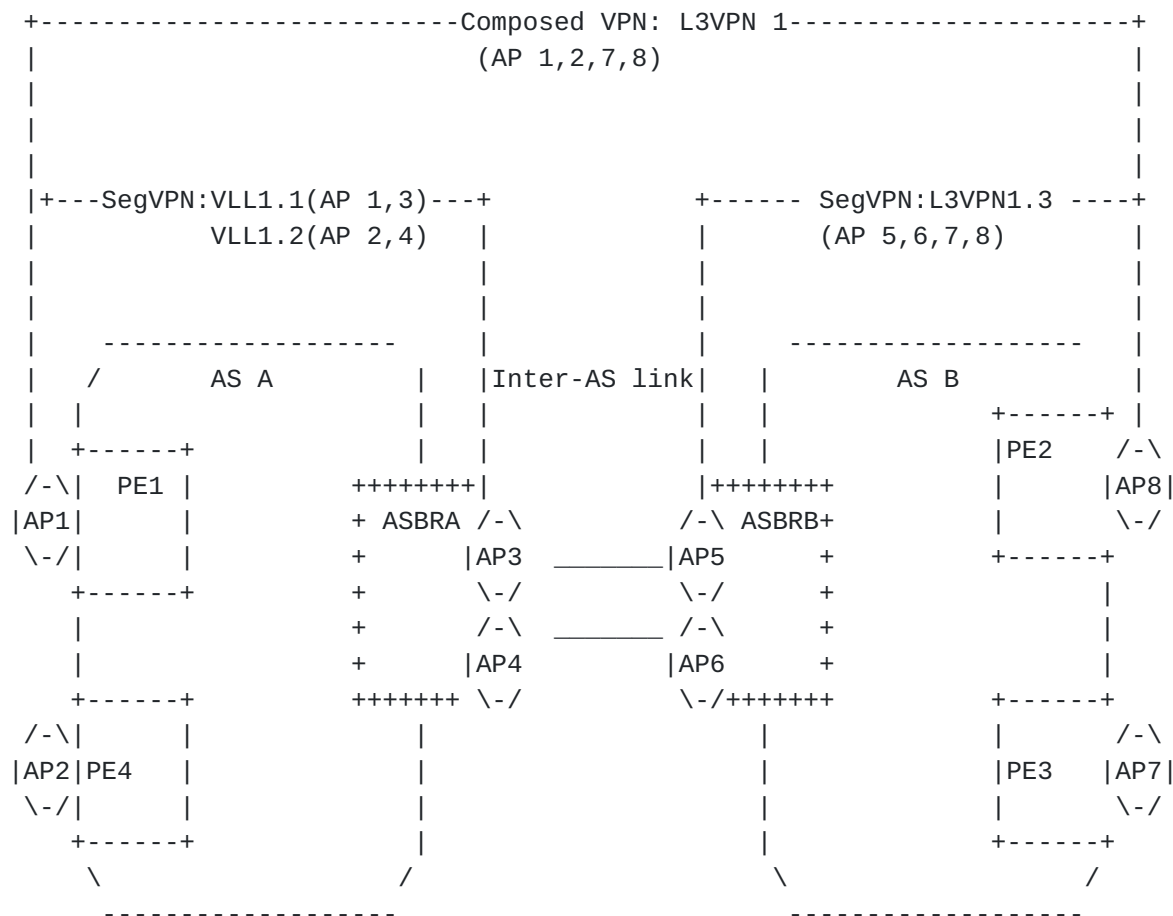 Composed VPN: L3VPN 1
(AP 1,2,7,8)
SegVPN:VLL1.1(AP 1,3) SegVPN:L3VPN1.3
VLL1.2(AP 2,4) (AP 5,6,7,8)
AS A Inter-AS link AS B
PE2
PE1 AP8
AP1 ASBRA ASBRB
AP3 AP5
AP4 AP6
AP2 PE4 PE3 AP7